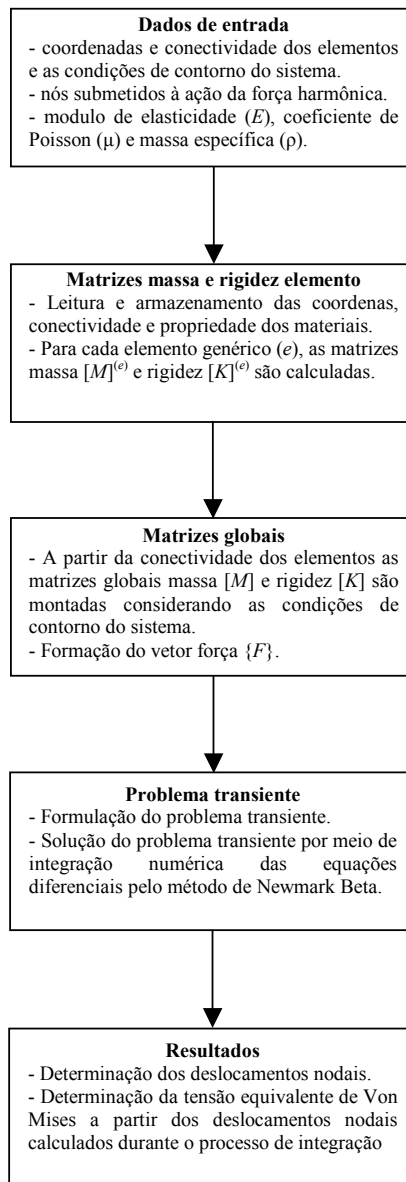 Dados de entrada
- coordenadas e conectividade dos elementos
e as condições de contorno do sistema.
- nós submetidos à ação da força harmônica.
- modulo de elasticidade (E), coeficiente de
Poisson (μ) e massa específica (ρ).
Matrizes massa e rigidez elemento
- Leitura e armazenamento das coordenas,
conectividade e propriedade dos materiais.
- Para cada elemento genérico (e), as matrizes
massa [M]^(e) e rigidez [K]^(e) são calculadas.
Matrizes globais
- A partir da conectividade dos elementos as
matrizes globais massa [M] e rigidez [K] são
montadas considerando as condições de
contorno do sistema.
- Formação do vetor força {F}.
Problema transiente
- Formulação do problema transiente.
- Solução do problema transiente por meio de
integração numérica das equações
diferenciais pelo método de Newmark Beta.
Resultados
- Determinação dos deslocamentos nodais.
- Determinação da tensão equivalente de Von
Mises a partir dos deslocamentos nodais
calculados durante o processo de integração